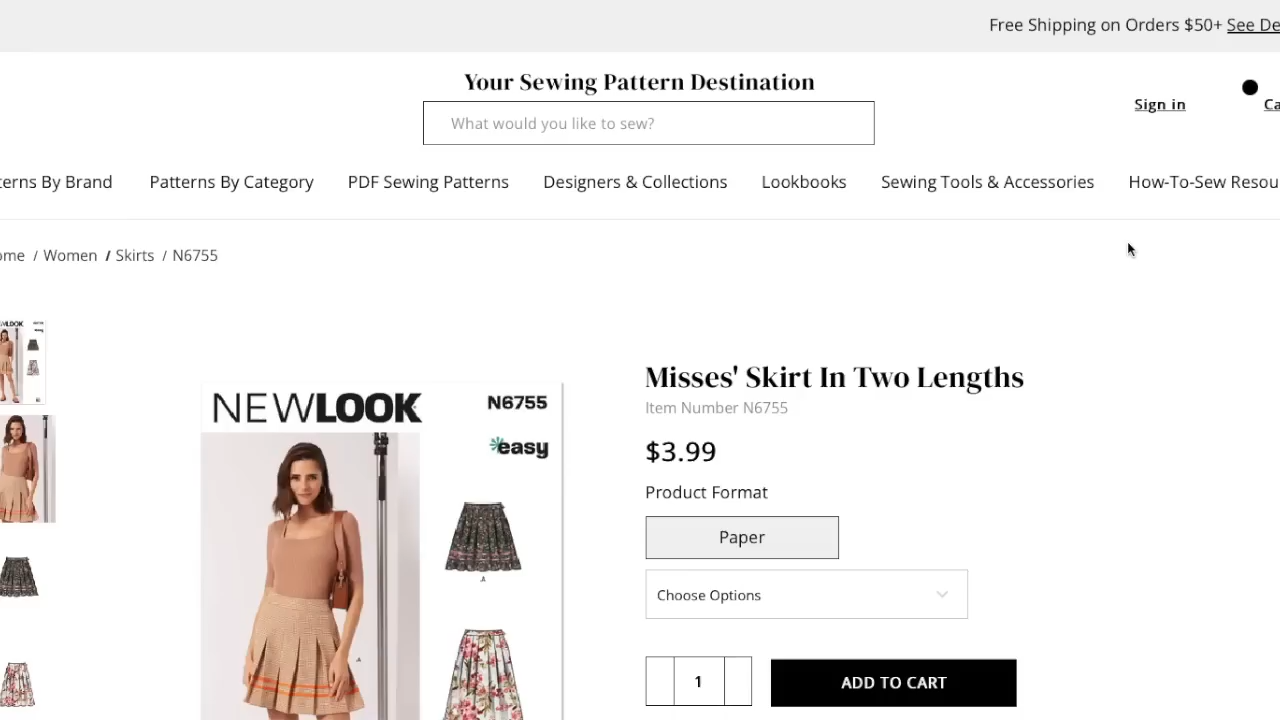 Free Shipping on Orders $50+ See De
Your Sewing Pattern Destination
What would you like to sew?
Sign in
Ca
terns By Brand
Patterns By Category
PDF Sewing Patterns
Designers & Collections
Lookbooks
Sewing Tools & Accessories
How-To-Sew Resou
ome / Women / Skirts / N6755
Misses' Skirt In Two Lengths
Item Number N6755
$3.99
Product Format
Paper
Choose Options
1
ADD TO CART
NEWLOOK
N6755
easy
A
A